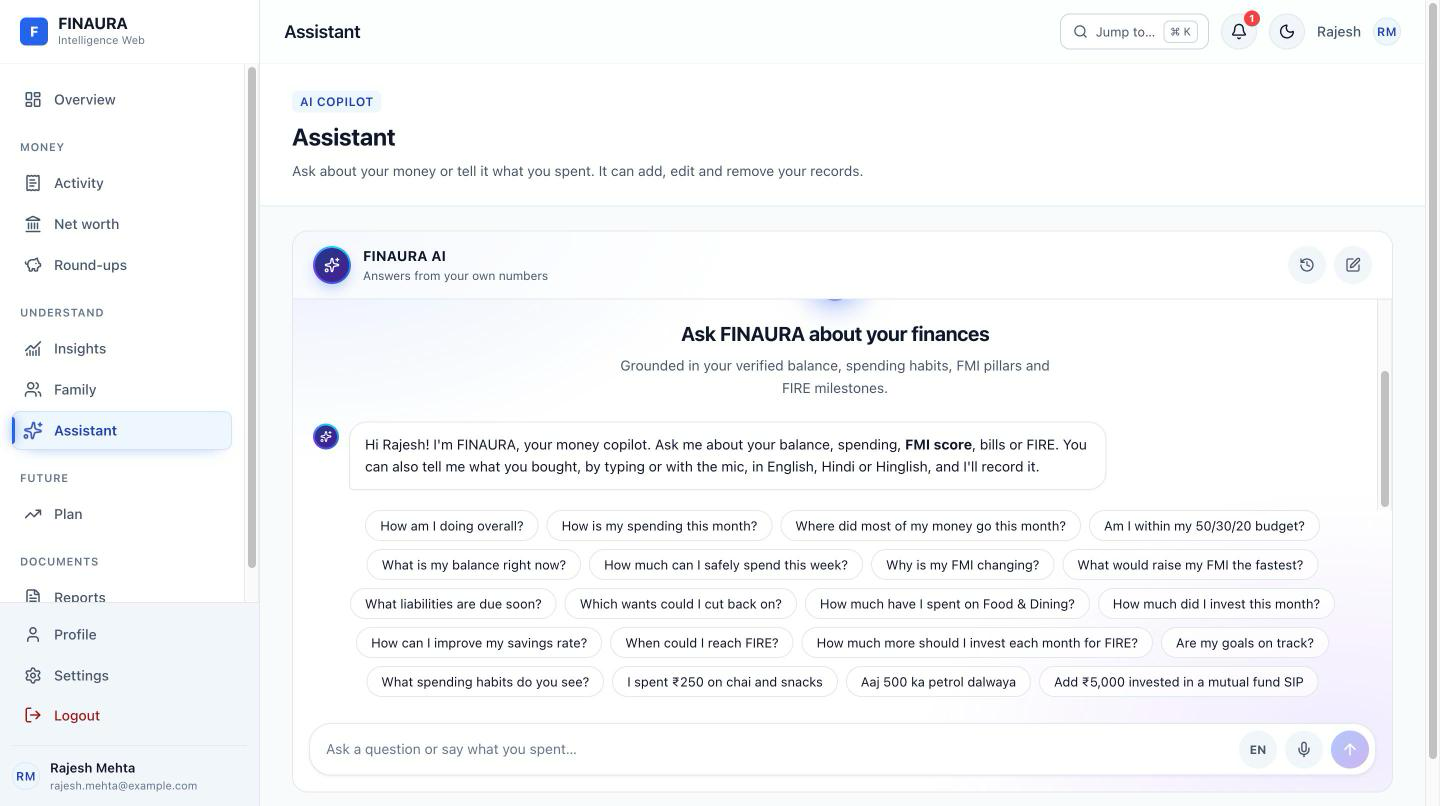 F
FINAURA
Intelligence Web
Assistant
Jump to...
⌘ K
1
Rajesh
RM
Overview
MONEY
Activity
Net worth
Round-ups
UNDERSTAND
Insights
Family
Assistant
FUTURE
Plan
DOCUMENTS
Reports
Profile
Settings
Logout
RM
Rajesh Mehta
rajesh.mehta@example.com
AI COPILOT
Assistant
Ask about your money or tell it what you spent. It can add, edit and remove your records.
FINAURA AI
Answers from your own numbers
Ask FINAURA about your finances
Grounded in your verified balance, spending habits, FMI pillars and
FIRE milestones.
Hi Rajesh! I'm FINAURA, your money copilot. Ask me about your balance, spending, FMI score, bills or FIRE. You
can also tell me what you bought, by typing or with the mic, in English, Hindi or Hinglish, and I'll record it.
How am I doing overall?
How is my spending this month?
Where did most of my money go this month?
Am I within my 50/30/20 budget?
What is my balance right now?
How much can I safely spend this week?
Why is my FMI changing?
What would raise my FMI the fastest?
What liabilities are due soon?
Which wants could I cut back on?
How much have I spent on Food & Dining?
How much did I invest this month?
How can I improve my savings rate?
When could I reach FIRE?
How much more should I invest each month for FIRE?
Are my goals on track?
What spending habits do you see?
I spent ₹250 on chai and snacks
Aaj 500 ka petrol dalwaya
Add ₹5,000 invested in a mutual fund SIP
Ask a question or say what you spent...
EN